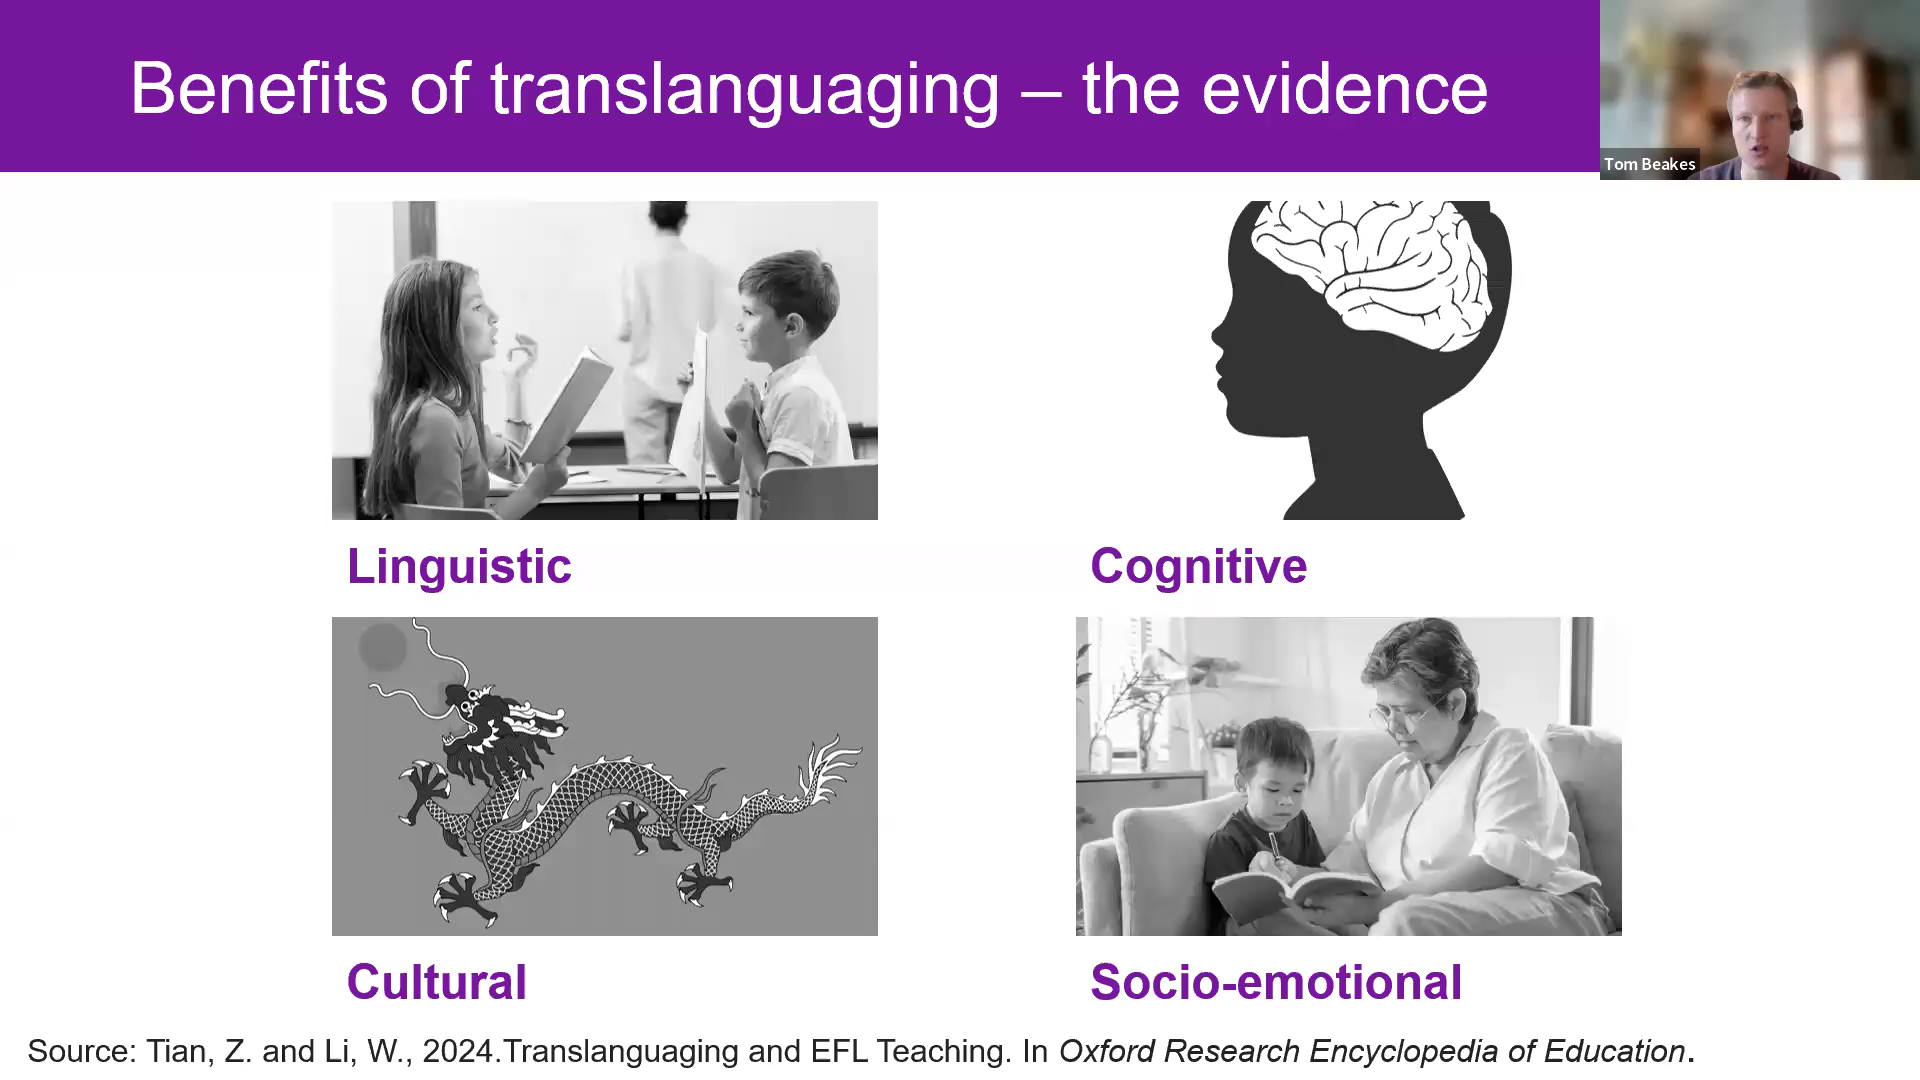 Benefits of translanguaging – the evidence
Tom Beakes
Linguistic
Cognitive
Cultural
Socio-emotional
Source: Tian, Z. and Li, W., 2024.Translanguaging and EFL Teaching. In Oxford Research Encyclopedia of Education.